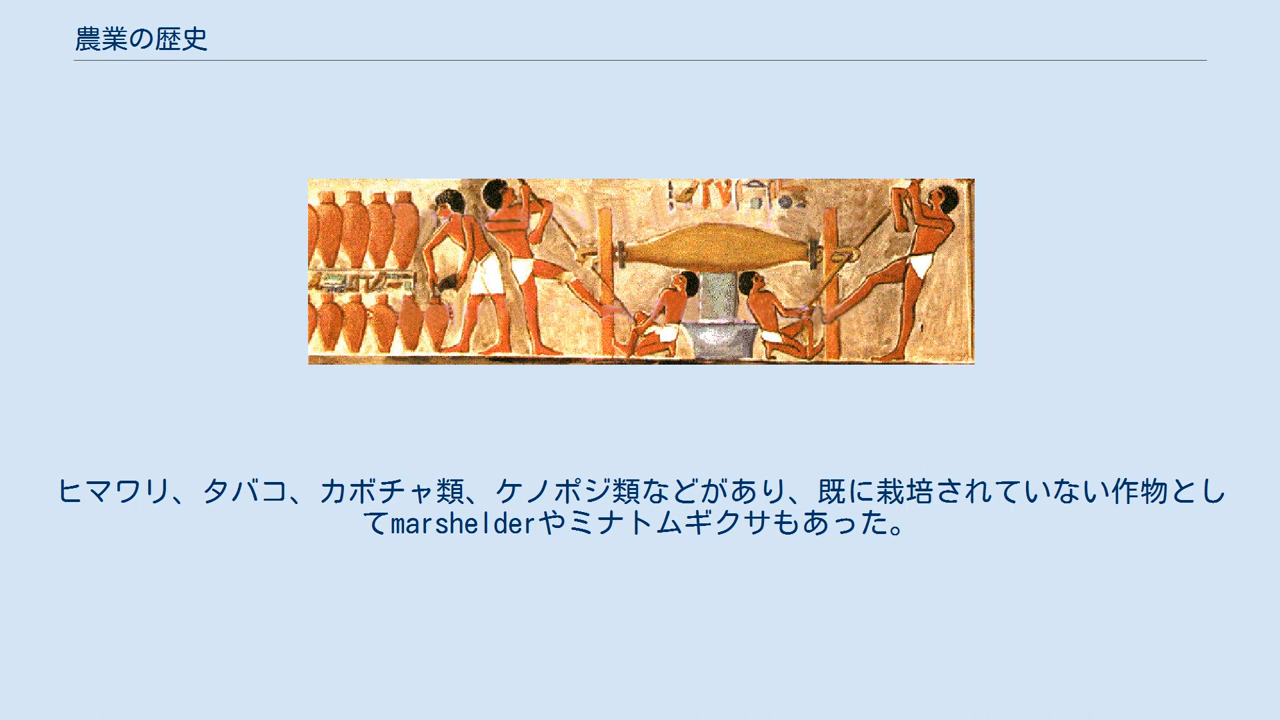 農業の歴史
ヒマワリ、タバコ、カボチャ類、ケノポジ類などがあり、既に栽培されていない作物とし
てmarshelderやミナトムギクサもあった。